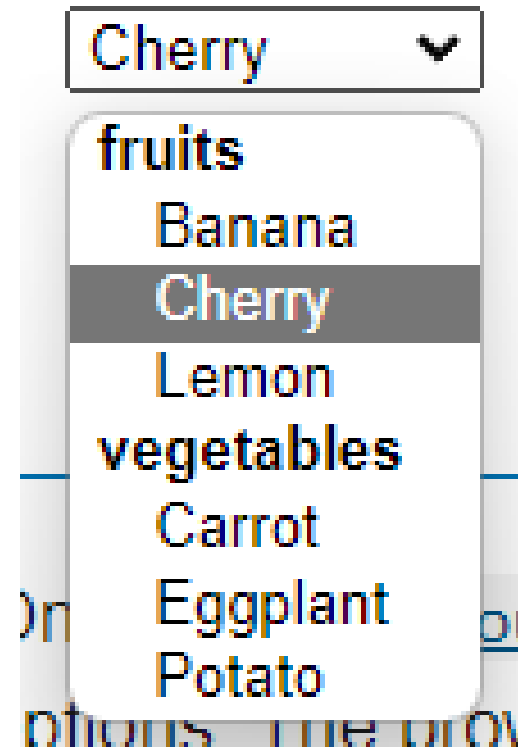 Cherry
fruits
Banana
Cherry
Lemon
vegetables
Carrot
Eggplant
Potato